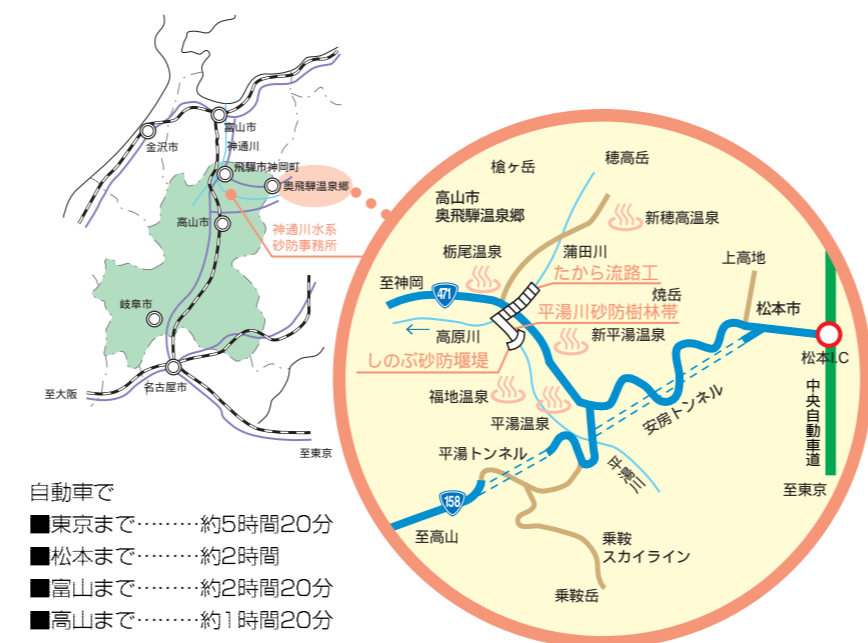 富山市
金沢市
神通川
飛騨市神岡町
奥飛騨温泉郷
高山市
神通川水系
砂防事務所
岐阜市
名古屋市
至大阪
至東京
自動車で
■東京まで………約5時間20分
■松本まで………約2時間
■富山まで………約2時間20分
■高山まで………約1時間20分
槍ヶ岳
穂高岳
高山市
奥飛騨温泉郷
新穂高温泉
栃尾温泉
蒲田川
上高地
たから流路工
至神岡
471
焼岳
平湯川砂防樹林帯
松本市
←
高原川
新平湯温泉
しのぶ砂防堰堤
松本I.C
福地温泉
平湯温泉
安房トンネル
中央自動車道
平湯トンネル
平湯川
至東京
158
至高山
乗鞍
スカイライン
乗鞍岳